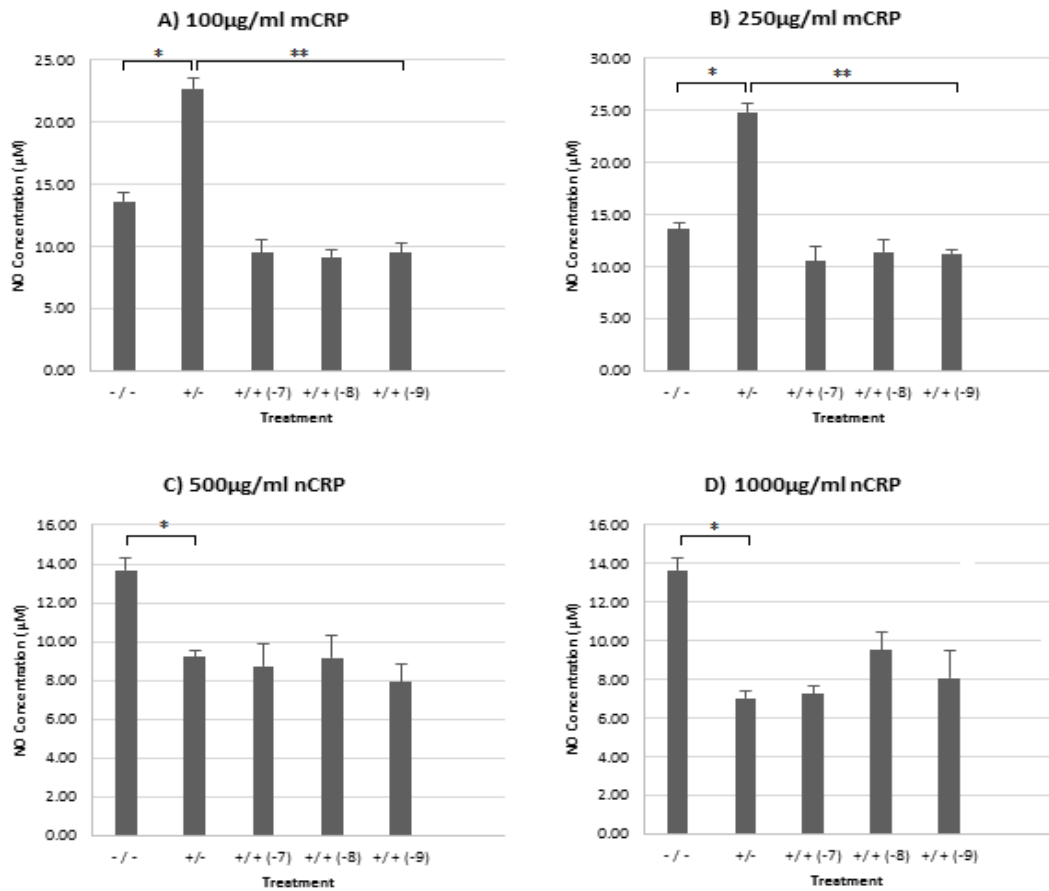 A) 100µg/ml mCRP
* **
25.00
20.00
15.00
10.00
5.00
0.00
NO Concentration (µM)
- / - +/- +/+ (-7) +/+ (-8) +/+ (-9)
Treatment
B) 250µg/ml mCRP
* **
30.00
25.00
20.00
15.00
10.00
5.00
0.00
NO Concentration (µM)
- / - +/- +/+ (-7) +/+ (-8) +/+ (-9)
Treatment
C) 500µg/ml nCRP
*
16.00
14.00
12.00
10.00
8.00
6.00
4.00
2.00
0.00
NO Concentration (µM)
- / - +/- +/+ (-7) +/+ (-8) +/+ (-9)
Treatment
D) 1000µg/ml nCRP
*
16.00
14.00
12.00
10.00
8.00
6.00
4.00
2.00
0.00
NO Concentration (µM)
- / - +/- +/+ (-7) +/+ (-8) +/+ (-9)
Treatment